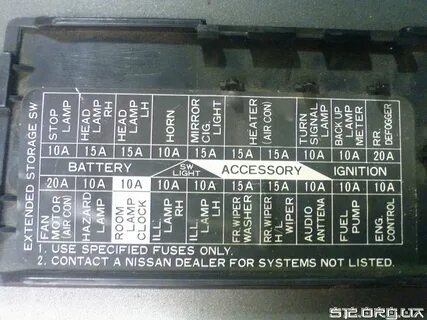 EXTENDED STORAGE SW
STOP LAMP
HEAD LAMP RH
HEAD LAMP LH
HORN
MIRROR CIG. LIGHT
HEATER (AIR CON)
TURN SIGNAL LAMP
BACK UP LAMP METER
RR. DEFOGGER
10A 15A 15A 10A 15A 15A 15A 10A 10A 20A
BATTERY SW LIGHT ACCESSORY IGNITION
20A 10A 10A 10A 10A 15A 15A 10A 10A 10A
FAN MOTOR (AIR CON)
HAZARD LAMP
ROOM LAMP CLOCK
ILL. LAMP RH
ILL. LAMP LH
FR. WIPER WASHER
RR. WIPER H/L WIPER
AUDIO ANTTENA
FUEL PUMP
ENG. CONTROL
1. USE SPECIFIED FUSES ONLY.
2. CONTACT A NISSAN DEALER FOR SYSTEMS NOT LISTED.
STC.ORG.UA